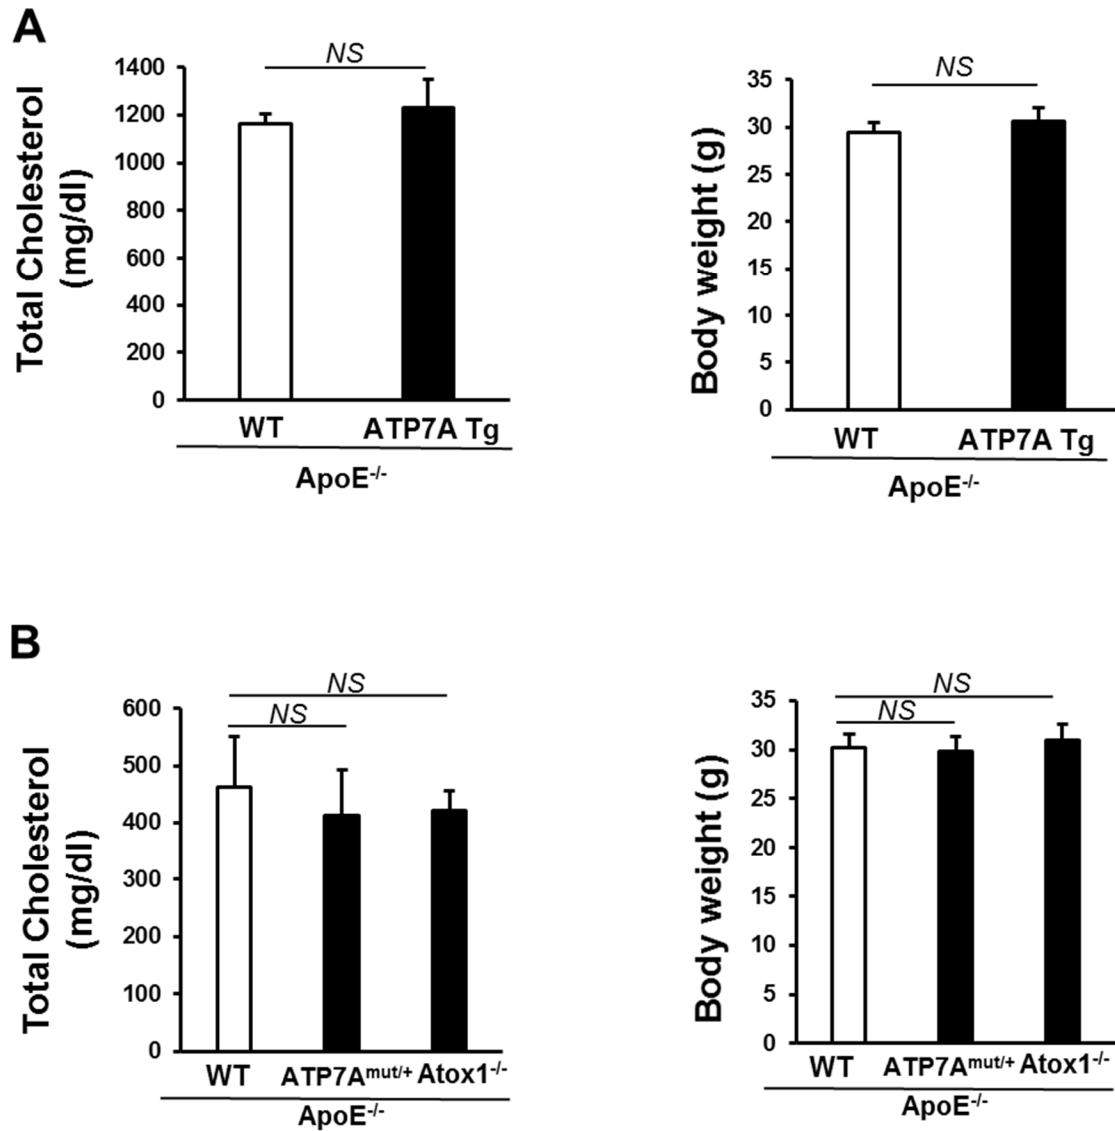 A
NS
Total Cholesterol
(mg/dl)
1400
1200
1000
800
600
400
200
0
WT ATP7A Tg
ApoE-/-
NS
Body weight (g)
35
30
25
20
15
10
5
0
WT ATP7A Tg
ApoE-/-
B
NS
NS
Total Cholesterol
(mg/dl)
600
500
400
300
200
100
0
WT ATP7Amut/+ Atox1-/-
ApoE-/-
NS
NS
Body weight (g)
35
30
25
20
15
10
5
0
WT ATP7Amut/+ Atox1-/-
ApoE-/-